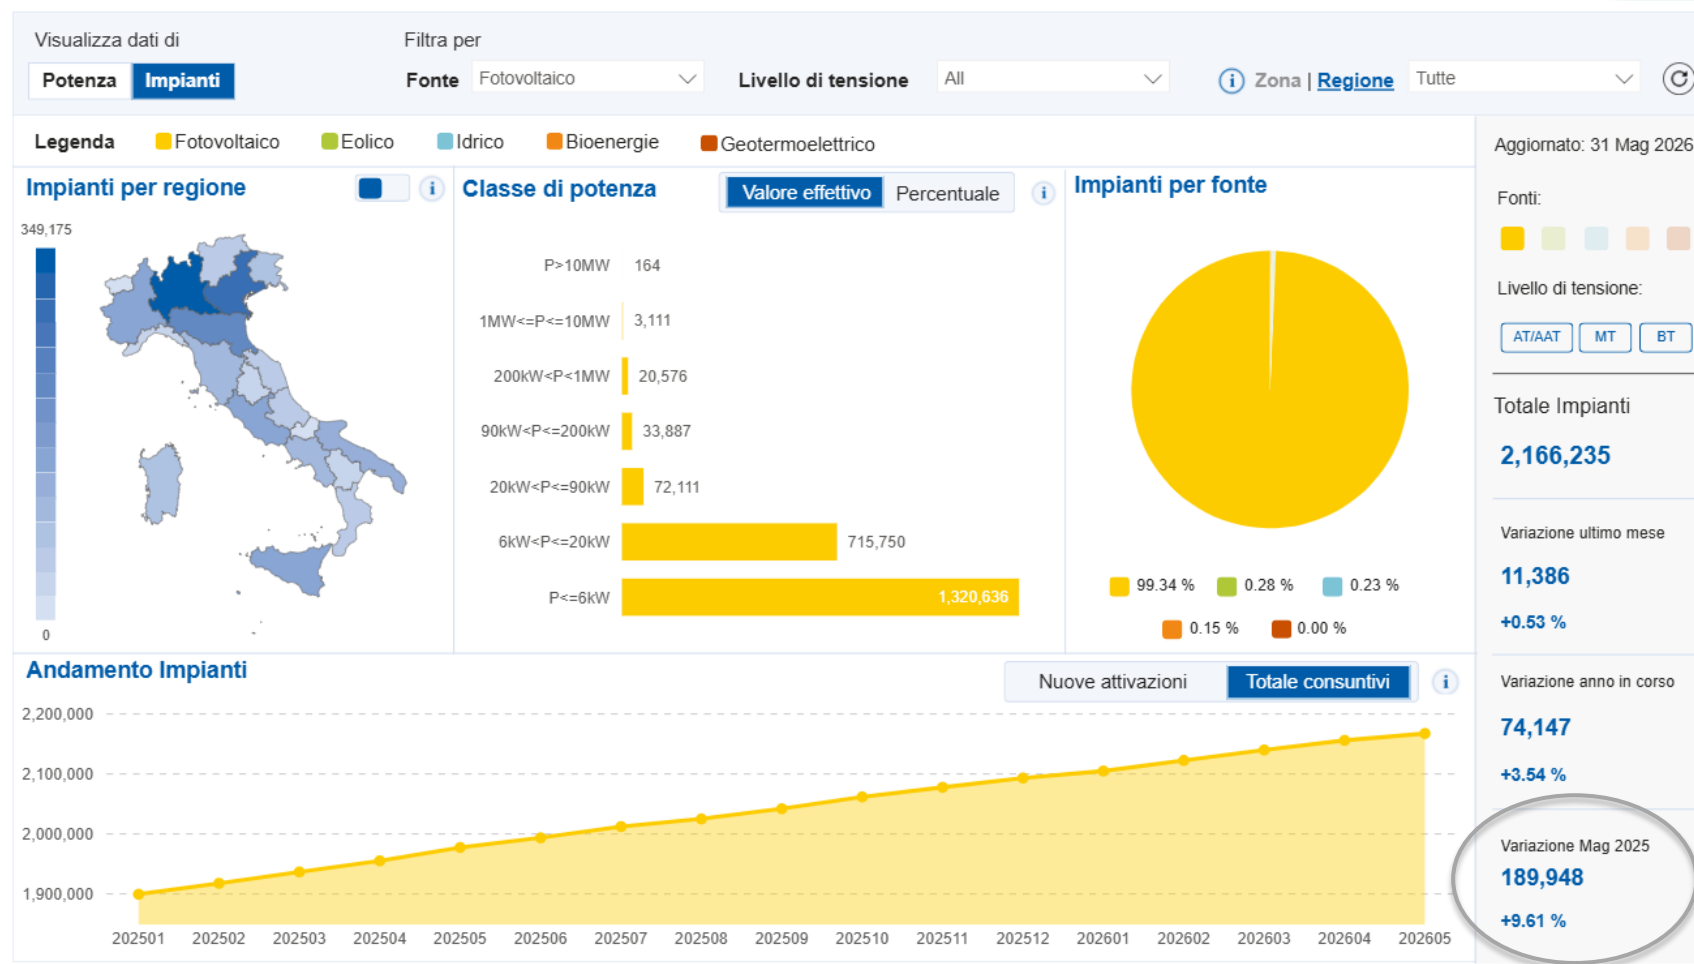 Visualizza dati di
Filtra per
Potenza Impianti
Fonte Fotovoltaico
Livello di tensione All
Zona | Regione Tutte
Legenda Fotovoltaico Eolico Idrico Bioenergie Geotermoelettrico
Aggiornato: 31 Mag 2026
Impianti per regione
349,175
0
Classe di potenza
Valore effettivo Percentuale
P>10MW 164
1MW<=P<=10MW 3,111
200kW<P<1MW 20,576
90kW<P<=200kW 33,887
20kW<P<=90kW 72,111
6kW<P<=20kW 715,750
P<=6kW 1,320,636
Impianti per fonte
99.34 % 0.28 % 0.23 %
0.15 % 0.00 %
Fonti:
Livello di tensione:
AT/AAT MT BT
Totale Impianti
2,166,235
Variazione ultimo mese
11,386
+0.53 %
Variazione anno in corso
74,147
+3.54 %
Variazione Mag 2025
189,948
+9.61 %
Andamento Impianti
Nuove attivazioni Totale consuntivi
2,200,000
2,100,000
2,000,000
1,900,000
202501 202502 202503 202504 202505 202506 202507 202508 202509 202510 202511 202512 202601 202602 202603 202604 202605